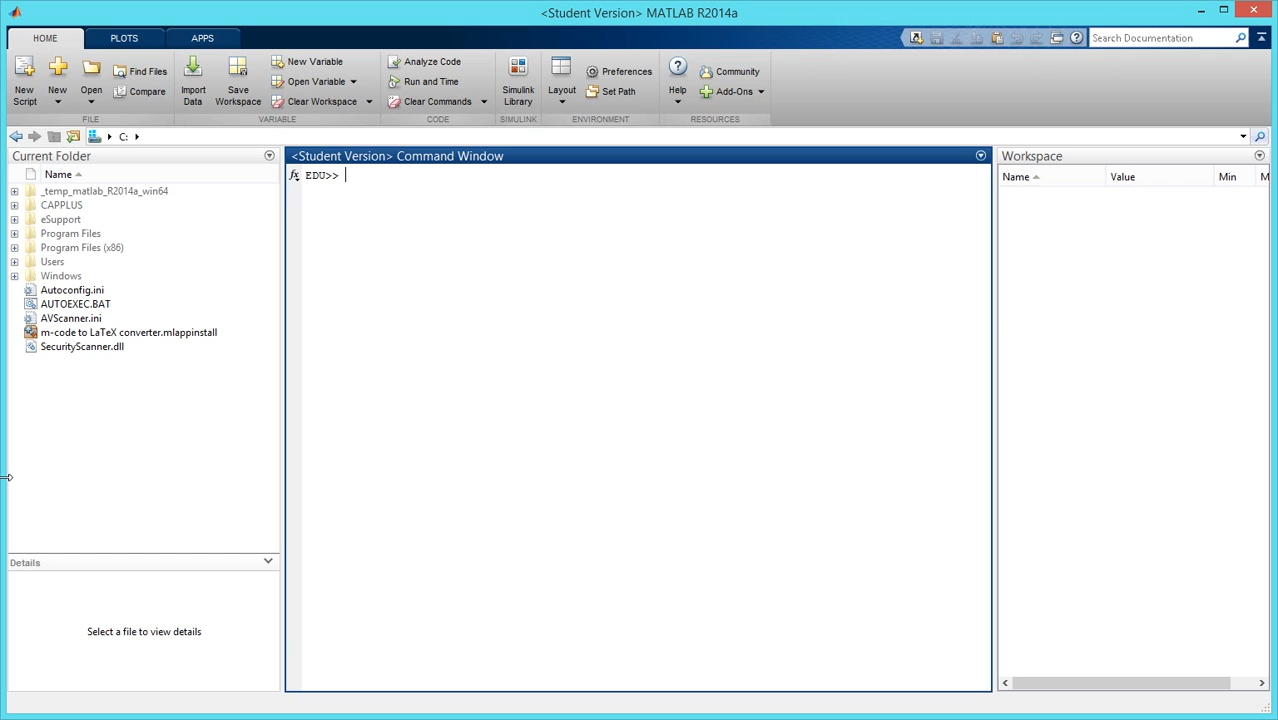 <Student Version> MATLAB R2014a
HOME PLOTS APPS
Search Documentation
New Script
New
Open
Find Files
Compare
FILE
Import Data
Save Workspace
New Variable
Open Variable
Clear Workspace
VARIABLE
Analyze Code
Run and Time
Clear Commands
CODE
Simulink Library
SIMULINK
Layout
Preferences
Set Path
ENVIRONMENT
Help
Community
Add-Ons
RESOURCES
C:
Current Folder
Name
_temp_matlab_R2014a_win64
CAPPLUS
eSupport
Program Files
Program Files (x86)
Users
Windows
Autoconfig.ini
AUTOEXEC.BAT
AVScanner.ini
m-code to LaTeX converter.mlappinstall
SecurityScanner.dll
Details
Select a file to view details
<Student Version> Command Window
fx EDU>>
Workspace
Name Value Min M